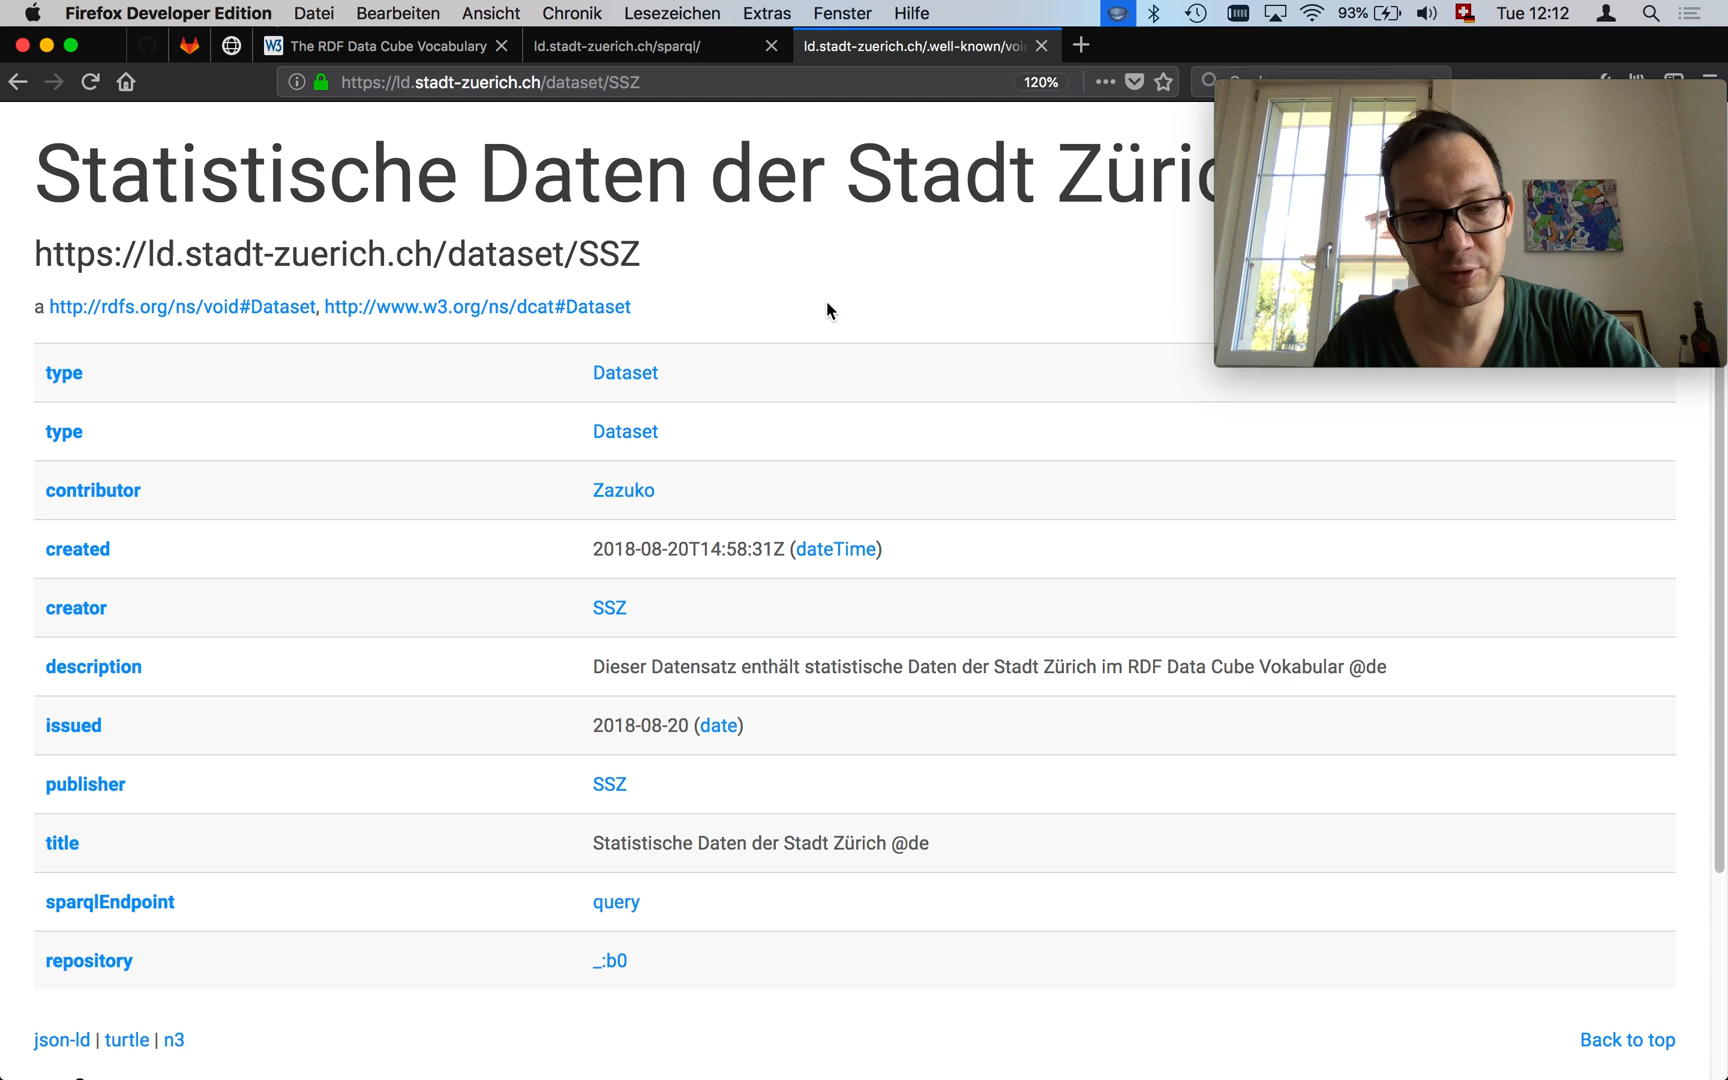 Firefox Developer Edition Datei Bearbeiten Ansicht Chronik Lesezeichen Extras Fenster Hilfe 93% Tue 12:12
W3 The RDF Data Cube Vocabulary ld.stadt-zuerich.ch/sparql/ ld.stadt-zuerich.ch/.well-known/voi
https://ld.stadt-zuerich.ch/dataset/SSZ 120%
Statistische Daten der Stadt Züric
https://ld.stadt-zuerich.ch/dataset/SSZ
a http://rdfs.org/ns/void#Dataset, http://www.w3.org/ns/dcat#Dataset
type Dataset
type Dataset
contributor Zazuko
created 2018-08-20T14:58:31Z (dateTime)
creator SSZ
description Dieser Datensatz enthält statistische Daten der Stadt Zürich im RDF Data Cube Vokabular @de
issued 2018-08-20 (date)
publisher SSZ
title Statistische Daten der Stadt Zürich @de
sparqlEndpoint query
repository _:b0
json-ld | turtle | n3 Back to top